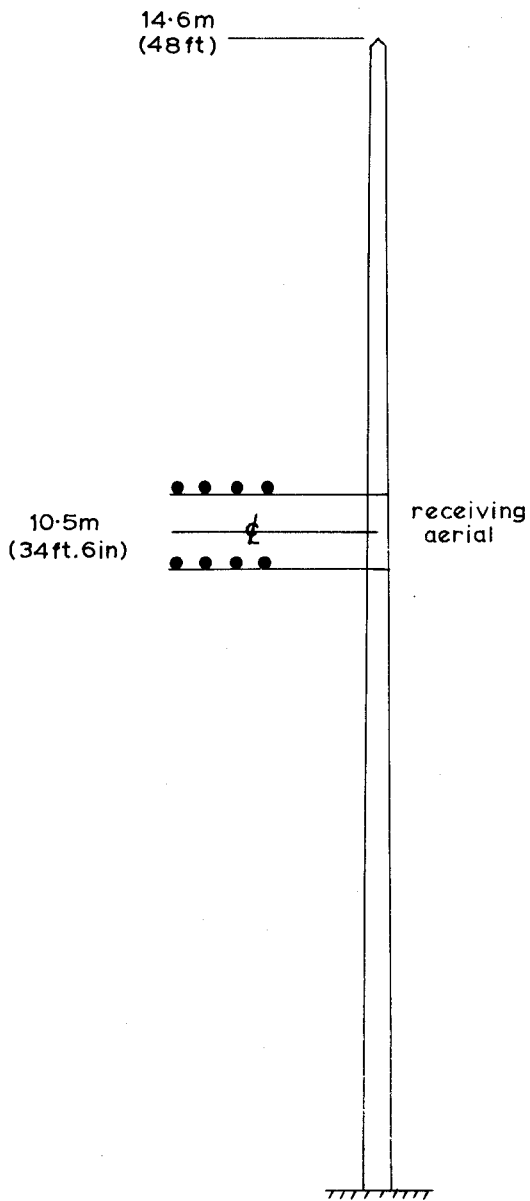 14·6m
(48ft)
10·5m
(34ft.6in)
℄
receiving
aerial